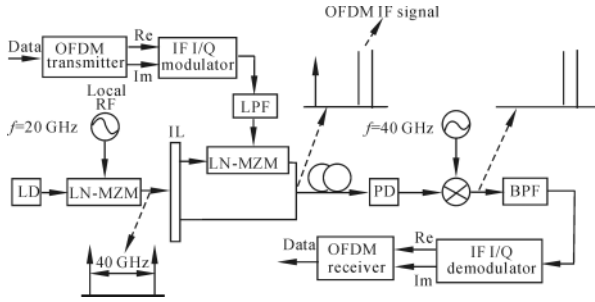 OFDM IF signal
Data
OFDM
transmitter
Re
Im
IF I/Q
modulator
Local
RF
f=20 GHz
LPF
f=40 GHz
IL
LN-MZM
LD
LN-MZM
PD
BPF
40 GHz
Data
OFDM
receiver
Re
Im
IF I/Q
demodulator